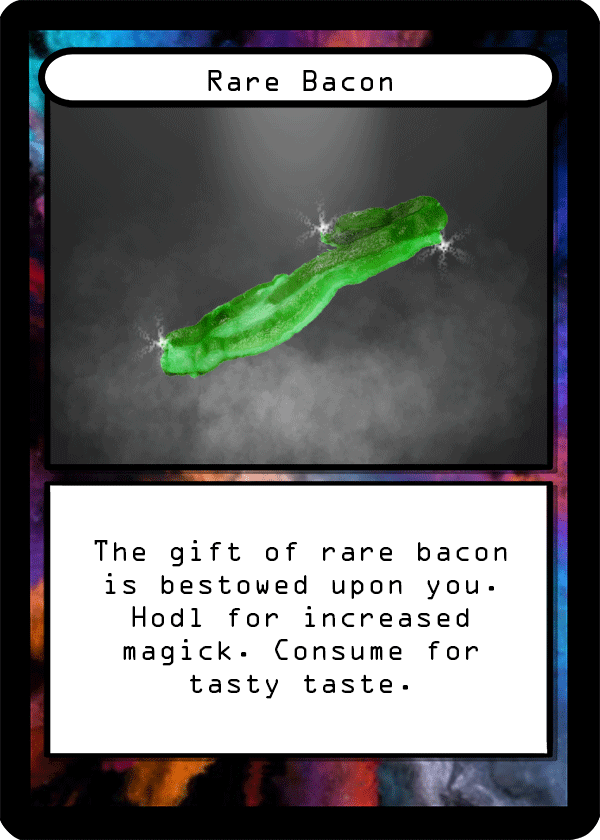 Rare Bacon
The gift of rare bacon
is bestowed upon you.
Hodl for increased
magick. Consume for
tasty taste.